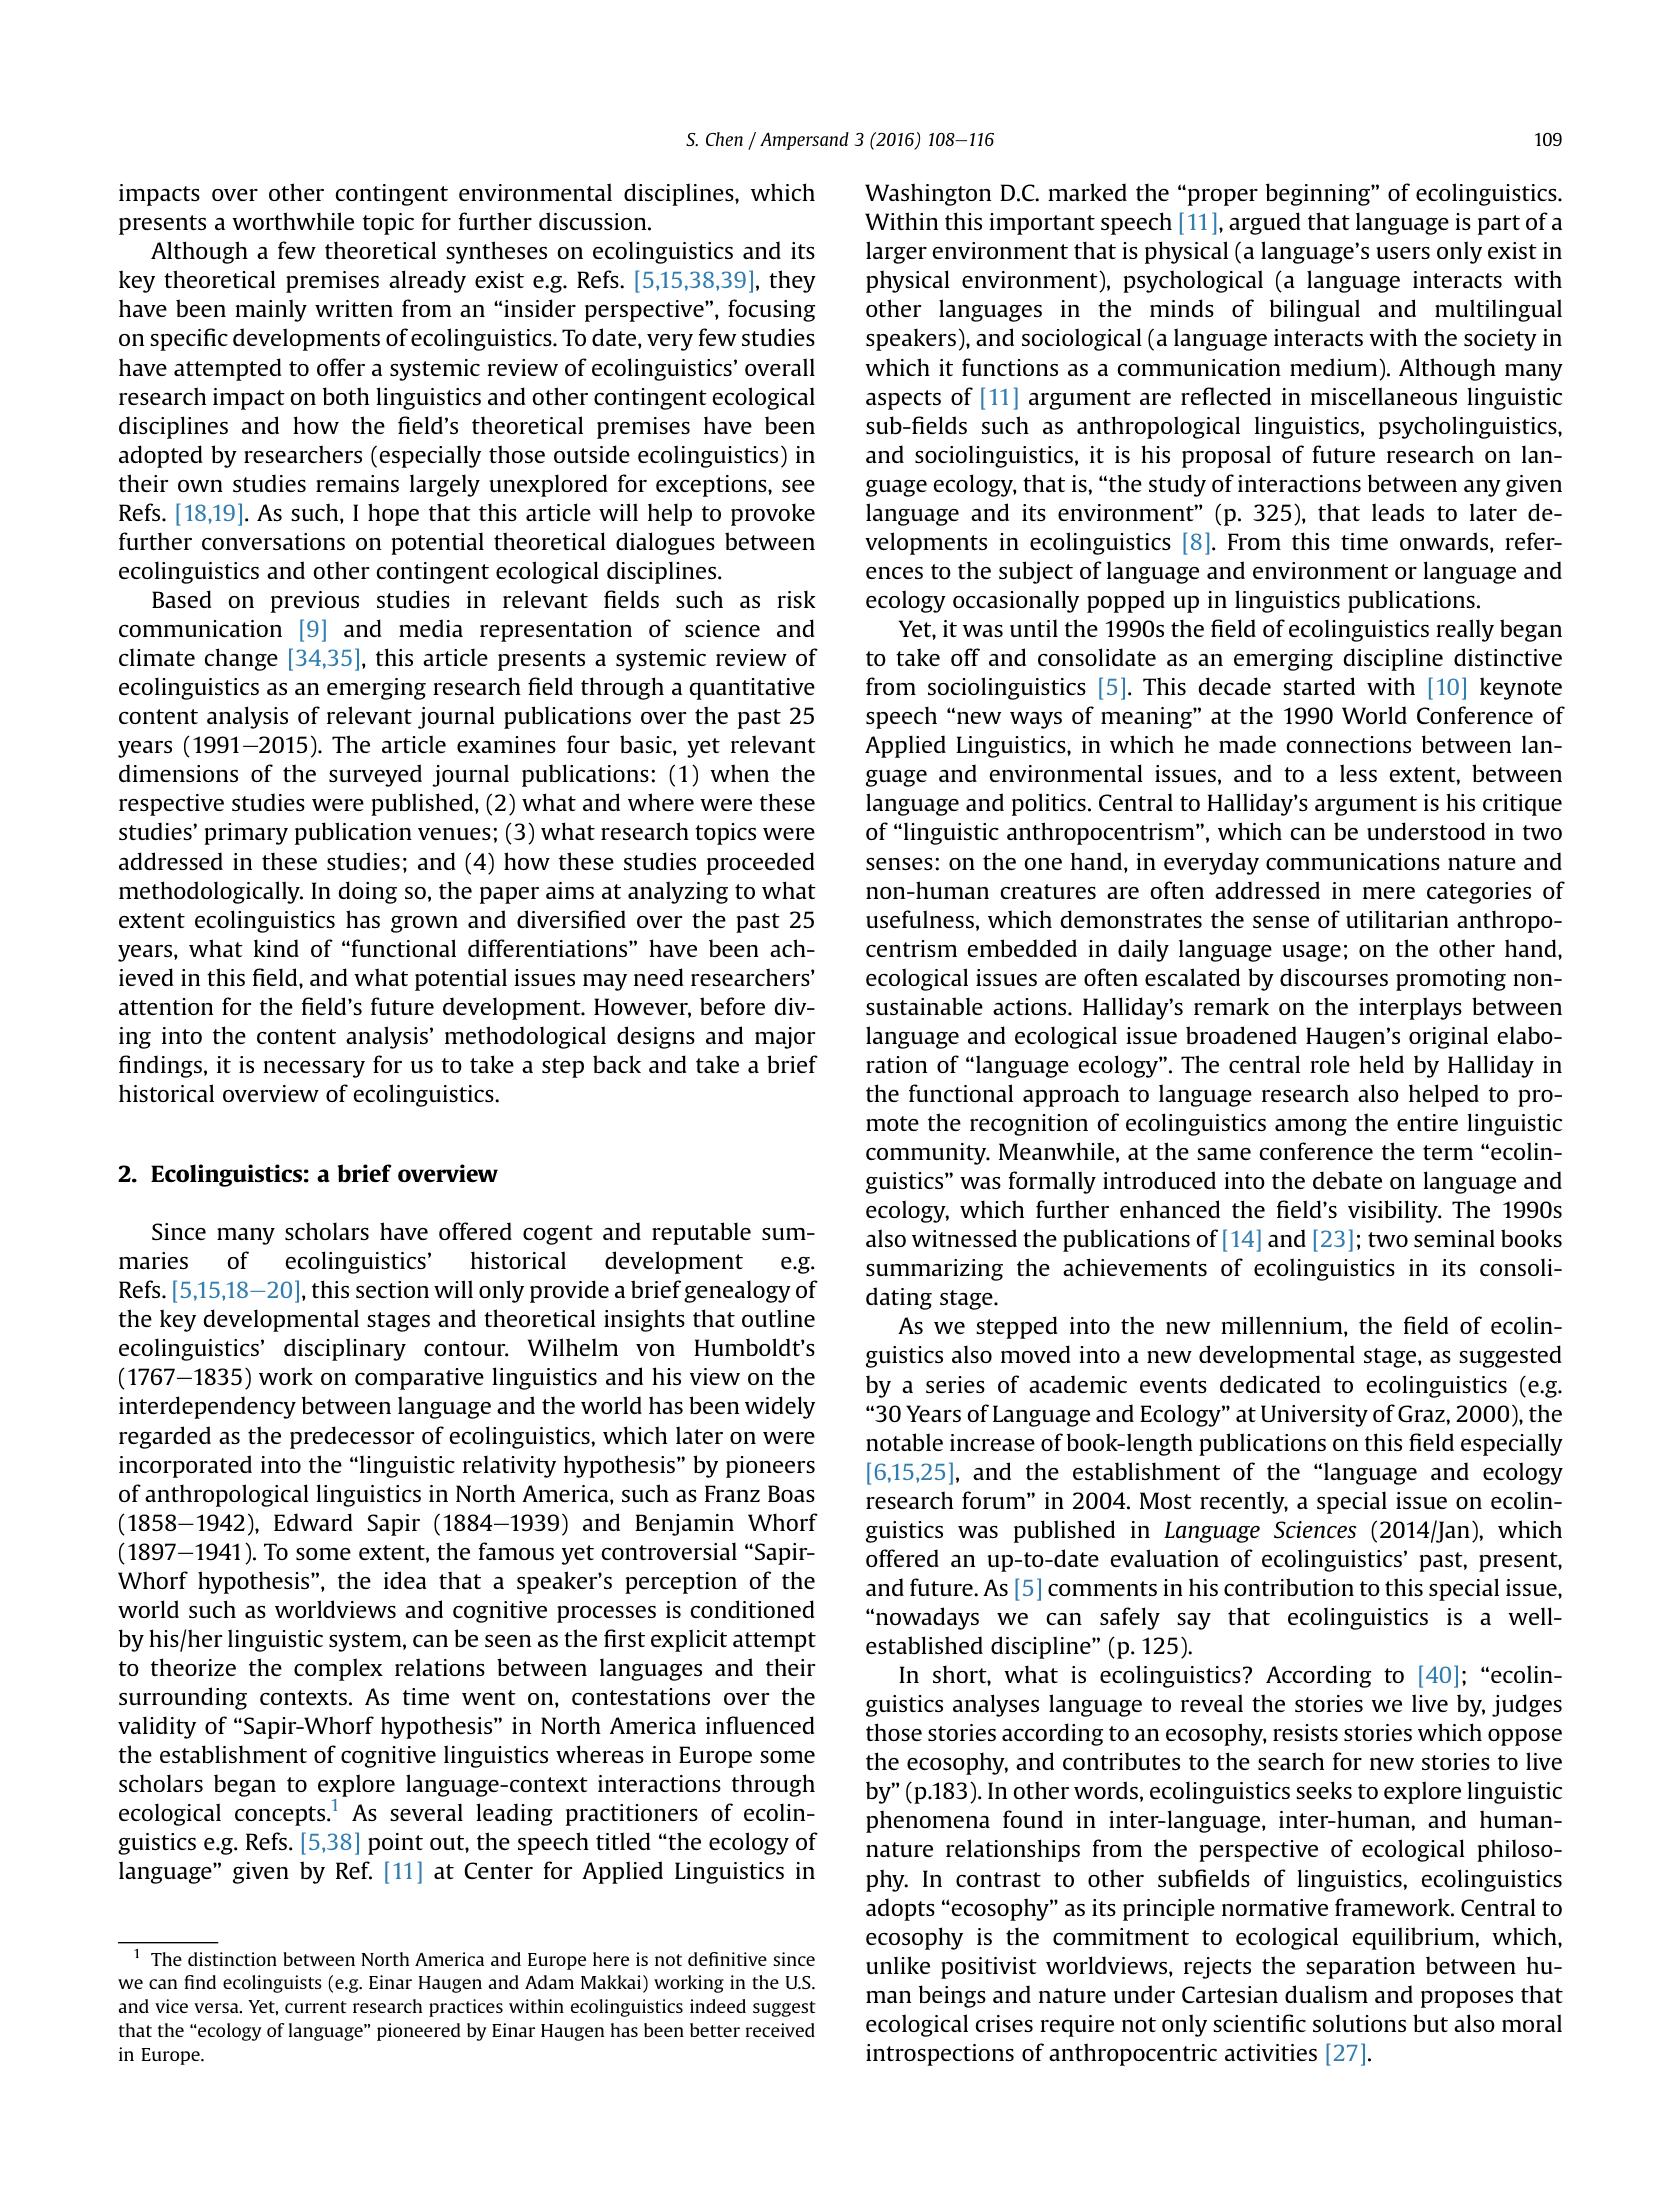 S. Chen / Ampersand 3 (2016) 108–116
109
impacts over other contingent environmental disciplines, which
presents a worthwhile topic for further discussion.
Although a few theoretical syntheses on ecolinguistics and its
key theoretical premises already exist e.g. Refs. [5,15,38,39], they
have been mainly written from an “insider perspective”, focusing
on specific developments of ecolinguistics. To date, very few studies
have attempted to offer a systemic review of ecolinguistics’ overall
research impact on both linguistics and other contingent ecological
disciplines and how the field’s theoretical premises have been
adopted by researchers (especially those outside ecolinguistics) in
their own studies remains largely unexplored for exceptions, see
Refs. [18,19]. As such, I hope that this article will help to provoke
further conversations on potential theoretical dialogues between
ecolinguistics and other contingent ecological disciplines.
Based on previous studies in relevant fields such as risk
communication [9] and media representation of science and
climate change [34,35], this article presents a systemic review of
ecolinguistics as an emerging research field through a quantitative
content analysis of relevant journal publications over the past 25
years (1991–2015). The article examines four basic, yet relevant
dimensions of the surveyed journal publications: (1) when the
respective studies were published, (2) what and where were these
studies’ primary publication venues; (3) what research topics were
addressed in these studies; and (4) how these studies proceeded
methodologically. In doing so, the paper aims at analyzing to what
extent ecolinguistics has grown and diversified over the past 25
years, what kind of “functional differentiations” have been ach-
ieved in this field, and what potential issues may need researchers’
attention for the field’s future development. However, before div-
ing into the content analysis’ methodological designs and major
findings, it is necessary for us to take a step back and take a brief
historical overview of ecolinguistics.
2. Ecolinguistics: a brief overview
Since many scholars have offered cogent and reputable sum-
maries of ecolinguistics’ historical development e.g.
Refs. [5,15,18–20], this section will only provide a brief genealogy of
the key developmental stages and theoretical insights that outline
ecolinguistics’ disciplinary contour. Wilhelm von Humboldt’s
(1767–1835) work on comparative linguistics and his view on the
interdependency between language and the world has been widely
regarded as the predecessor of ecolinguistics, which later on were
incorporated into the “linguistic relativity hypothesis” by pioneers
of anthropological linguistics in North America, such as Franz Boas
(1858–1942), Edward Sapir (1884–1939) and Benjamin Whorf
(1897–1941). To some extent, the famous yet controversial “Sapir-
Whorf hypothesis”, the idea that a speaker’s perception of the
world such as worldviews and cognitive processes is conditioned
by his/her linguistic system, can be seen as the first explicit attempt
to theorize the complex relations between languages and their
surrounding contexts. As time went on, contestations over the
validity of “Sapir-Whorf hypothesis” in North America influenced
the establishment of cognitive linguistics whereas in Europe some
scholars began to explore language-context interactions through
ecological concepts.1 As several leading practitioners of ecolin-
guistics e.g. Refs. [5,38] point out, the speech titled “the ecology of
language” given by Ref. [11] at Center for Applied Linguistics in
1 The distinction between North America and Europe here is not definitive since
we can find ecolinguists (e.g. Einar Haugen and Adam Makkai) working in the U.S.
and vice versa. Yet, current research practices within ecolinguistics indeed suggest
that the “ecology of language” pioneered by Einar Haugen has been better received
in Europe.
Washington D.C. marked the “proper beginning” of ecolinguistics.
Within this important speech [11], argued that language is part of a
larger environment that is physical (a language’s users only exist in
physical environment), psychological (a language interacts with
other languages in the minds of bilingual and multilingual
speakers), and sociological (a language interacts with the society in
which it functions as a communication medium). Although many
aspects of [11] argument are reflected in miscellaneous linguistic
sub-fields such as anthropological linguistics, psycholinguistics,
and sociolinguistics, it is his proposal of future research on lan-
guage ecology, that is, “the study of interactions between any given
language and its environment” (p. 325), that leads to later de-
velopments in ecolinguistics [8]. From this time onwards, refer-
ences to the subject of language and environment or language and
ecology occasionally popped up in linguistics publications.
Yet, it was until the 1990s the field of ecolinguistics really began
to take off and consolidate as an emerging discipline distinctive
from sociolinguistics [5]. This decade started with [10] keynote
speech “new ways of meaning” at the 1990 World Conference of
Applied Linguistics, in which he made connections between lan-
guage and environmental issues, and to a less extent, between
language and politics. Central to Halliday’s argument is his critique
of “linguistic anthropocentrism”, which can be understood in two
senses: on the one hand, in everyday communications nature and
non-human creatures are often addressed in mere categories of
usefulness, which demonstrates the sense of utilitarian anthropo-
centrism embedded in daily language usage; on the other hand,
ecological issues are often escalated by discourses promoting non-
sustainable actions. Halliday’s remark on the interplays between
language and ecological issue broadened Haugen’s original elabo-
ration of “language ecology”. The central role held by Halliday in
the functional approach to language research also helped to pro-
mote the recognition of ecolinguistics among the entire linguistic
community. Meanwhile, at the same conference the term “ecolin-
guistics” was formally introduced into the debate on language and
ecology, which further enhanced the field’s visibility. The 1990s
also witnessed the publications of [14] and [23]; two seminal books
summarizing the achievements of ecolinguistics in its consoli-
dating stage.
As we stepped into the new millennium, the field of ecolin-
guistics also moved into a new developmental stage, as suggested
by a series of academic events dedicated to ecolinguistics (e.g.
“30 Years of Language and Ecology” at University of Graz, 2000), the
notable increase of book-length publications on this field especially
[6,15,25], and the establishment of the “language and ecology
research forum” in 2004. Most recently, a special issue on ecolin-
guistics was published in Language Sciences (2014/Jan), which
offered an up-to-date evaluation of ecolinguistics’ past, present,
and future. As [5] comments in his contribution to this special issue,
“nowadays we can safely say that ecolinguistics is a well-
established discipline” (p. 125).
In short, what is ecolinguistics? According to [40]; “ecolin-
guistics analyses language to reveal the stories we live by, judges
those stories according to an ecosophy, resists stories which oppose
the ecosophy, and contributes to the search for new stories to live
by” (p.183). In other words, ecolinguistics seeks to explore linguistic
phenomena found in inter-language, inter-human, and human-
nature relationships from the perspective of ecological philoso-
phy. In contrast to other subfields of linguistics, ecolinguistics
adopts “ecosophy” as its principle normative framework. Central to
ecosophy is the commitment to ecological equilibrium, which,
unlike positivist worldviews, rejects the separation between hu-
man beings and nature under Cartesian dualism and proposes that
ecological crises require not only scientific solutions but also moral
introspections of anthropocentric activities [27].